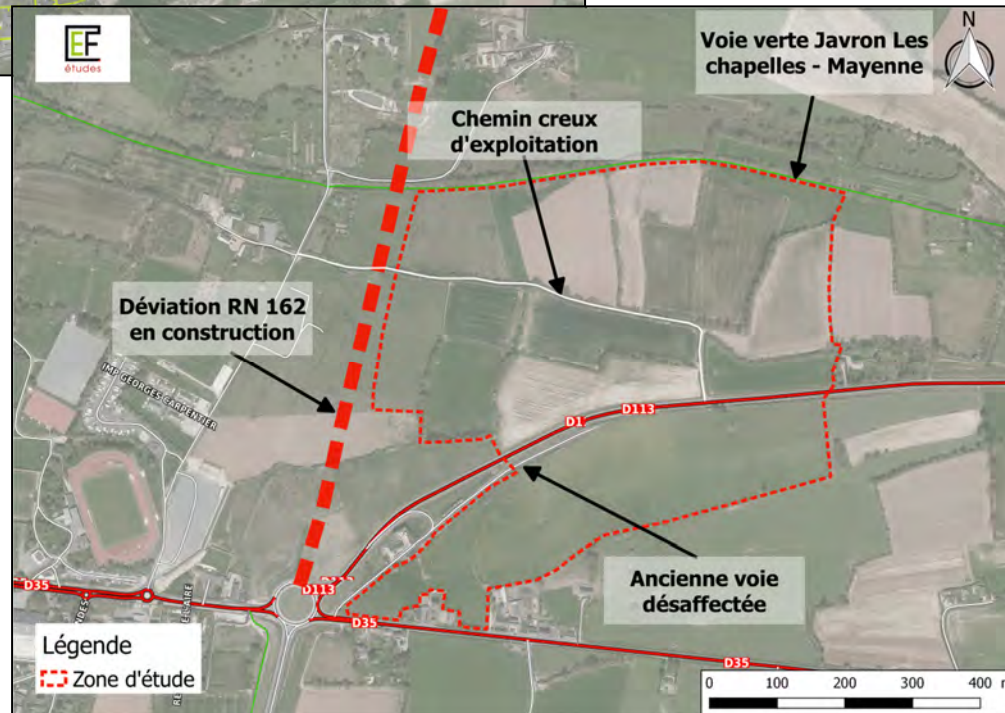 EF
études
N
Voie verte Javron Les
chapelles - Mayenne
Chemin creux
d'exploitation
Déviation RN 162
en construction
IMP GEORGES CARPENTIER
D1
D113
Ancienne voie
désaffectée
D113
D35
D35
D35
Légende
Zone d'étude
0 100 200 300 400 m